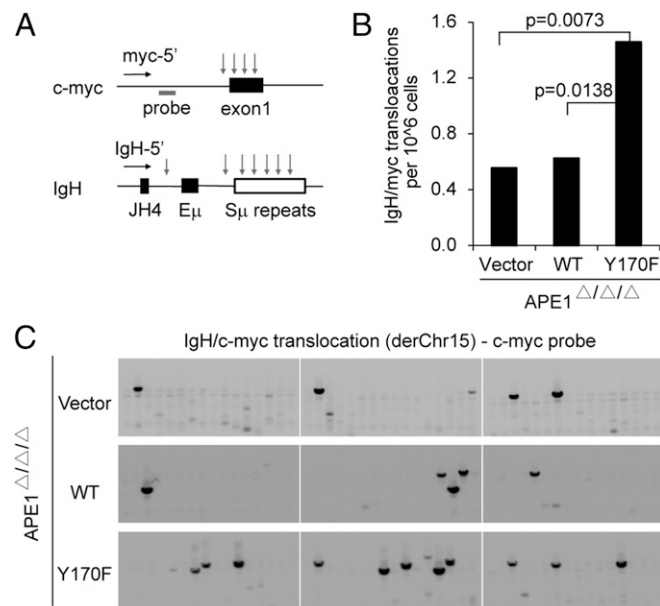 A
myc-5'
c-myc
probe
exon1
IgH-5'
IgH
JH4
Eμ
Sμ repeats
B
IgH/myc transloacations
per 10^6 cells
1.6
1.2
0.8
0.4
0.0
p=0.0073
p=0.0138
Vector
WT
Y170F
APE1 △/△/△
C
IgH/c-myc translocation (derChr15) - c-myc probe
APE1 △/△/△
Vector
WT
Y170F